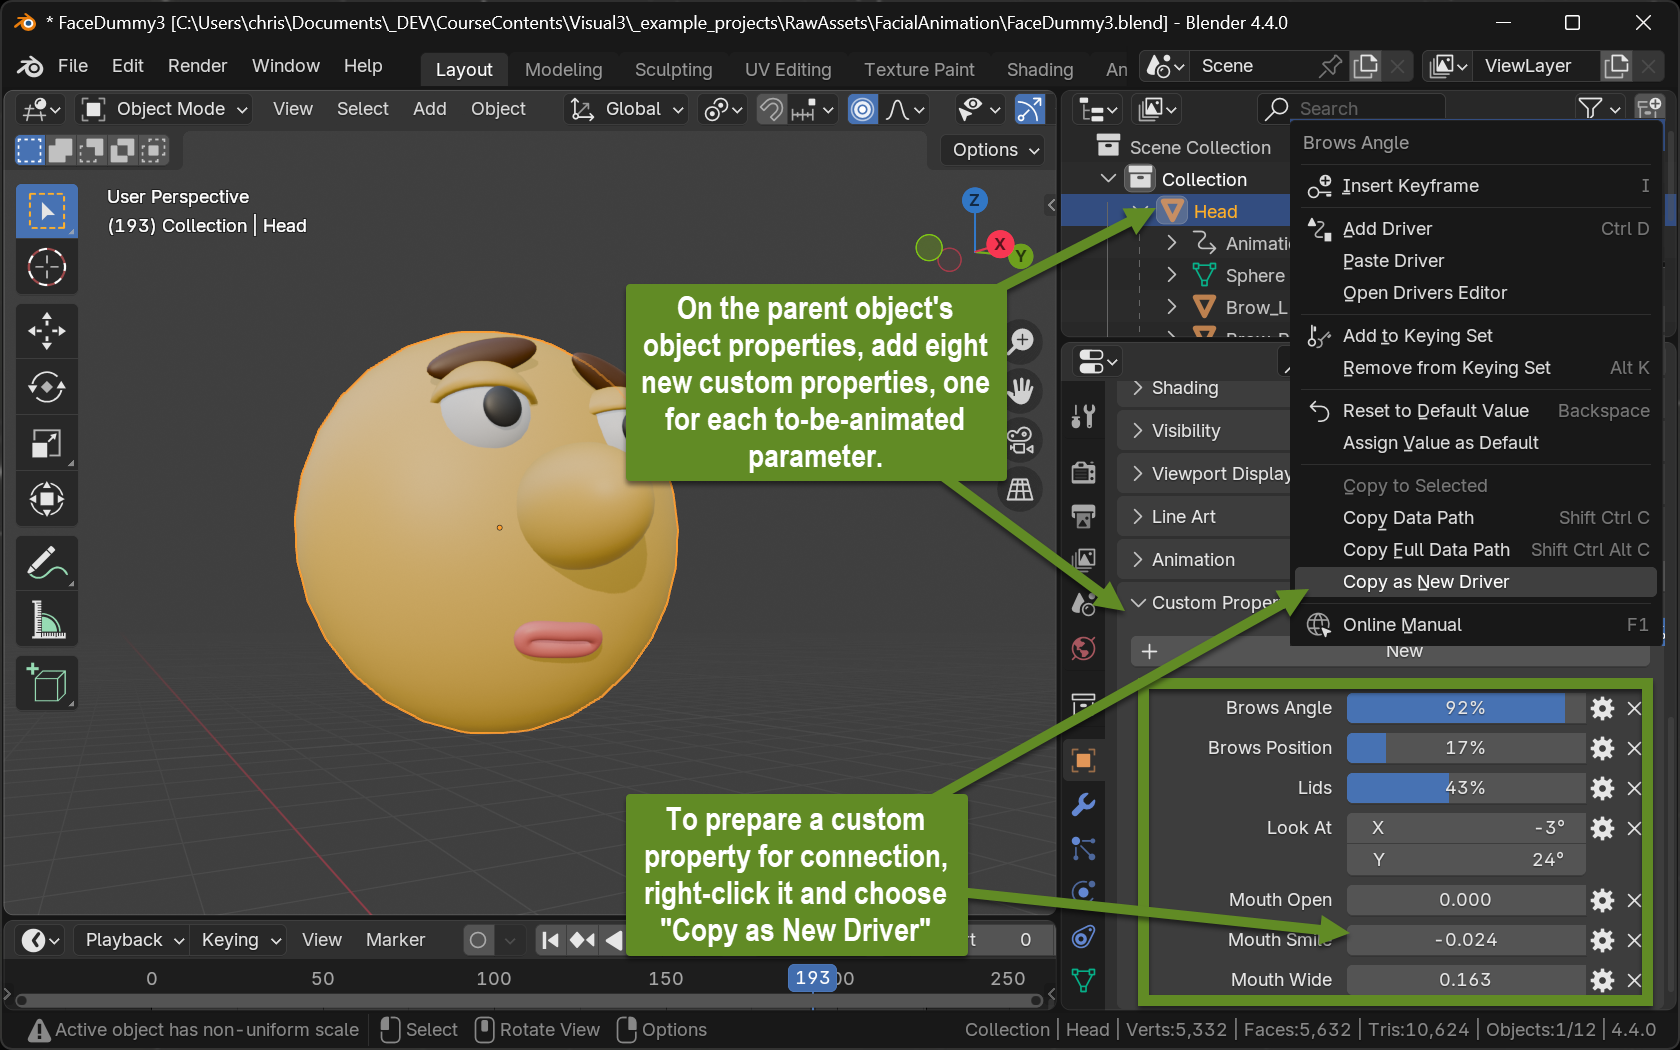 * FaceDummy3 [C:\Users\chris\Documents\_DEV\CourseContents\Visual3\_example_projects\RawAssets\FacialAnimation\FaceDummy3.blend] - Blender 4.4.0
File Edit Render Window Help Layout Modeling Sculpting UV Editing Texture Paint Shading An Scene ViewLayer
Object Mode View Select Add Object Global
Search
Options
User Perspective
(193) Collection | Head
Z
X
Y
Scene Collection
Collection
Head
Animati
Sphere
Brow_L
On the parent object's
object properties, add eight
new custom properties, one
for each to-be-animated
parameter.
Brows Angle
Insert Keyframe I
Add Driver Ctrl D
Paste Driver
Open Drivers Editor
Add to Keying Set
Remove from Keying Set Alt K
Reset to Default Value Backspace
Assign Value as Default
Copy to Selected
Copy Data Path Shift Ctrl C
Copy Full Data Path Shift Ctrl Alt C
Copy as New Driver
Online Manual F1
Shading
Visibility
Viewport Display
Line Art
Animation
Custom Proper
New
Brows Angle 92%
Brows Position 17%
Lids 43%
Look At X -3°
Y 24°
Mouth Open 0.000
Mouth Smile -0.024
Mouth Wide 0.163
To prepare a custom
property for connection,
right-click it and choose
"Copy as New Driver"
Playback Keying View Marker rt 0
0 50 100 150 193 00 250
Active object has non-uniform scale Select Rotate View Options Collection | Head | Verts:5,332 | Faces:5,632 | Tris:10,624 | Objects:1/12 | 4.4.0